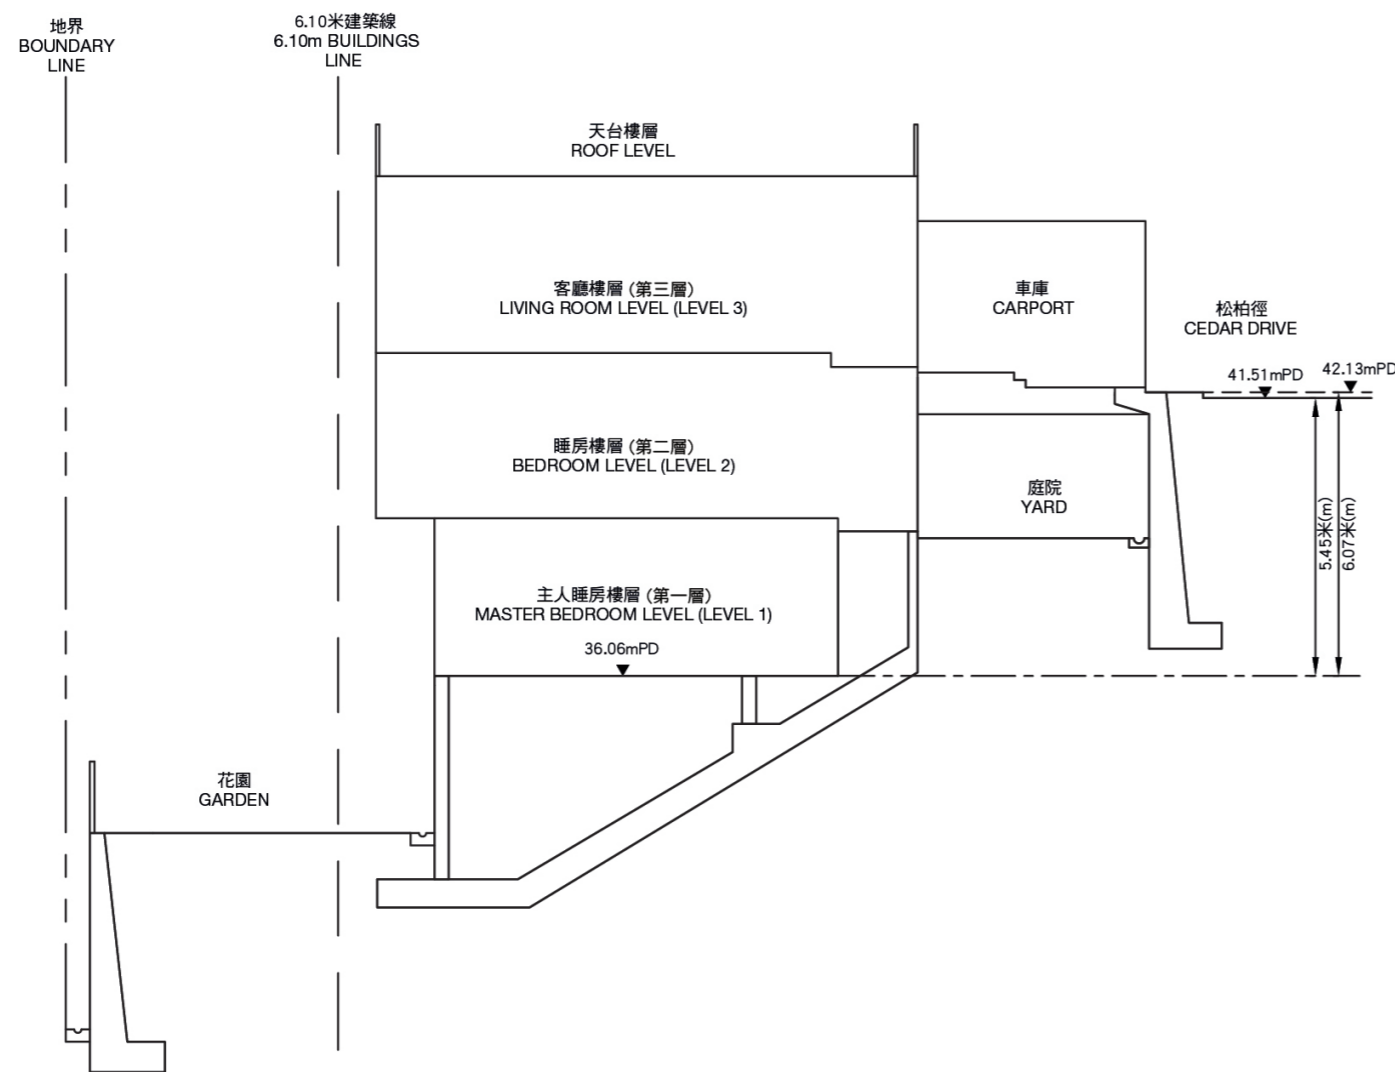 地界
BOUNDARY
LINE
6.10米建築線
6.10m BUILDINGS
LINE
天台樓層
ROOF LEVEL
客廳樓層 (第三層)
LIVING ROOM LEVEL (LEVEL 3)
車庫
CARPORT
松柏徑
CEDAR DRIVE
41.51mPD
42.13mPD
睡房樓層 (第二層)
BEDROOM LEVEL (LEVEL 2)
庭院
YARD
5.45米(m)
6.07米(m)
主人睡房樓層 (第一層)
MASTER BEDROOM LEVEL (LEVEL 1)
36.06mPD
花園
GARDEN